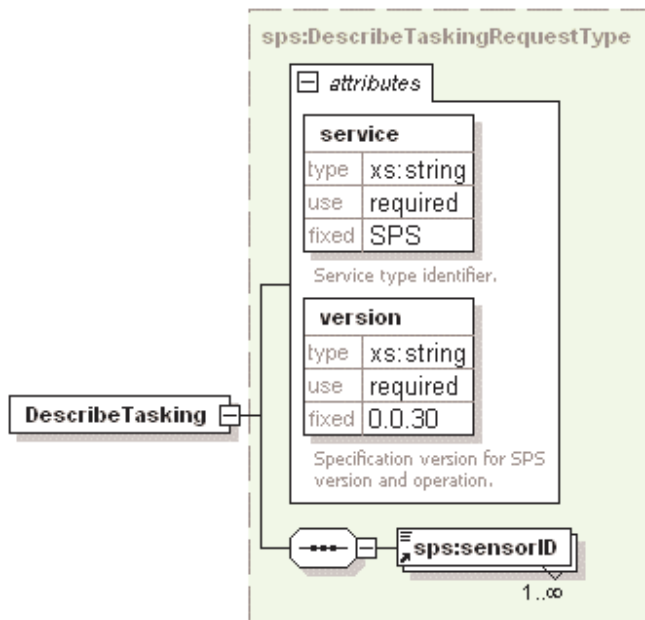 sps:DescribeTaskingRequestType
attributes
service
type xs:string
use required
fixed SPS
Service type identifier.
version
type xs:string
use required
fixed 0.0.30
Specification version for SPS
version and operation.
DescribeTasking
sps:sensorID
1..∞